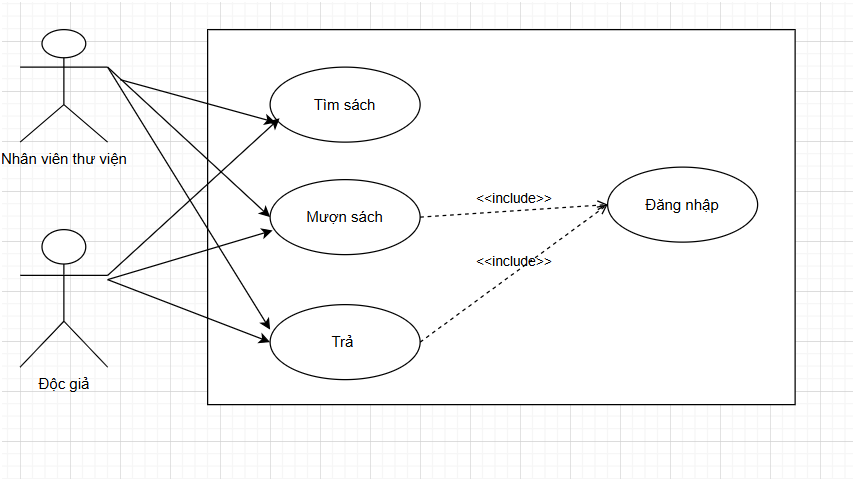 Tìm sách
Nhân viên thư viện
Mượn sách
<<include>>
Đăng nhập
<<include>>
Trả
Độc giả